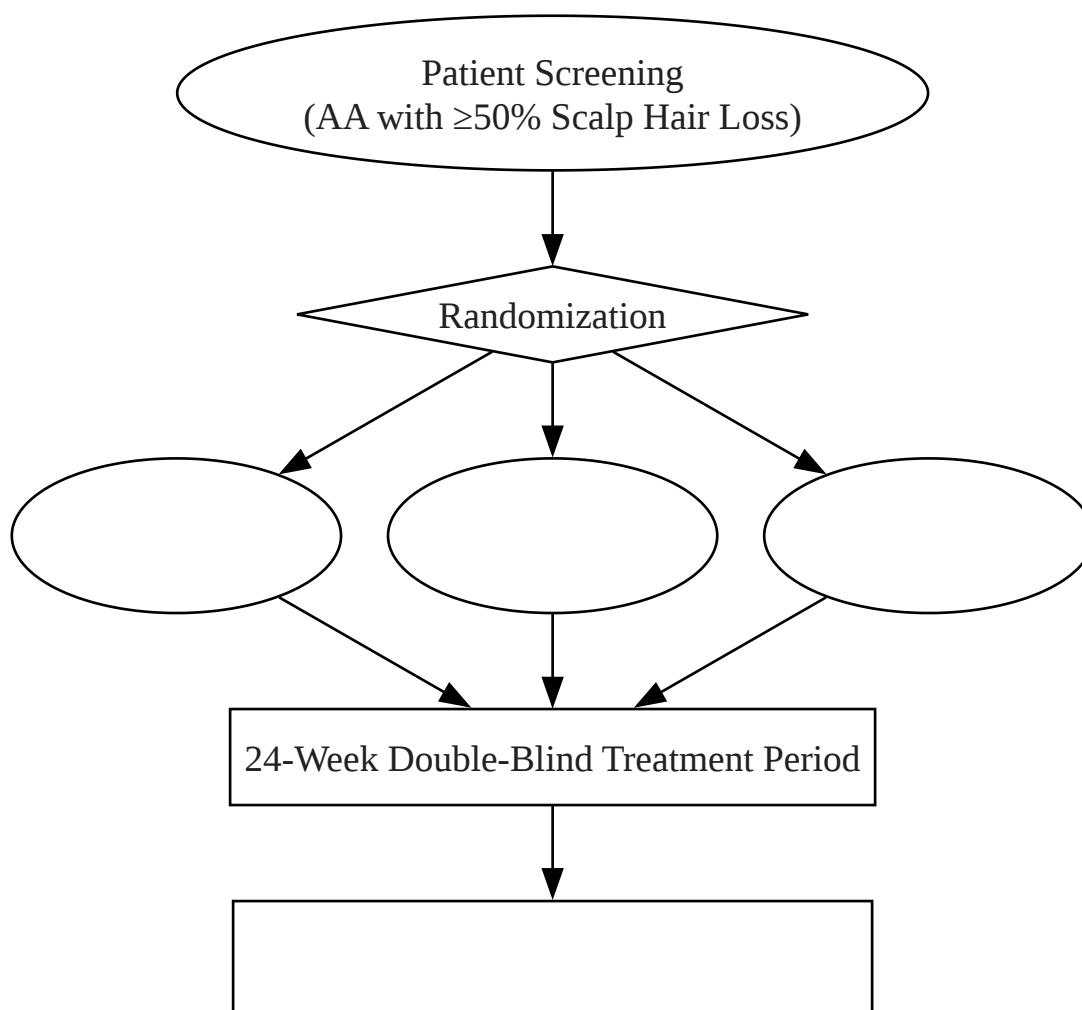 Patient Screening
(AA with ≥50% Scalp Hair Loss)
Randomization
24-Week Double-Blind Treatment Period